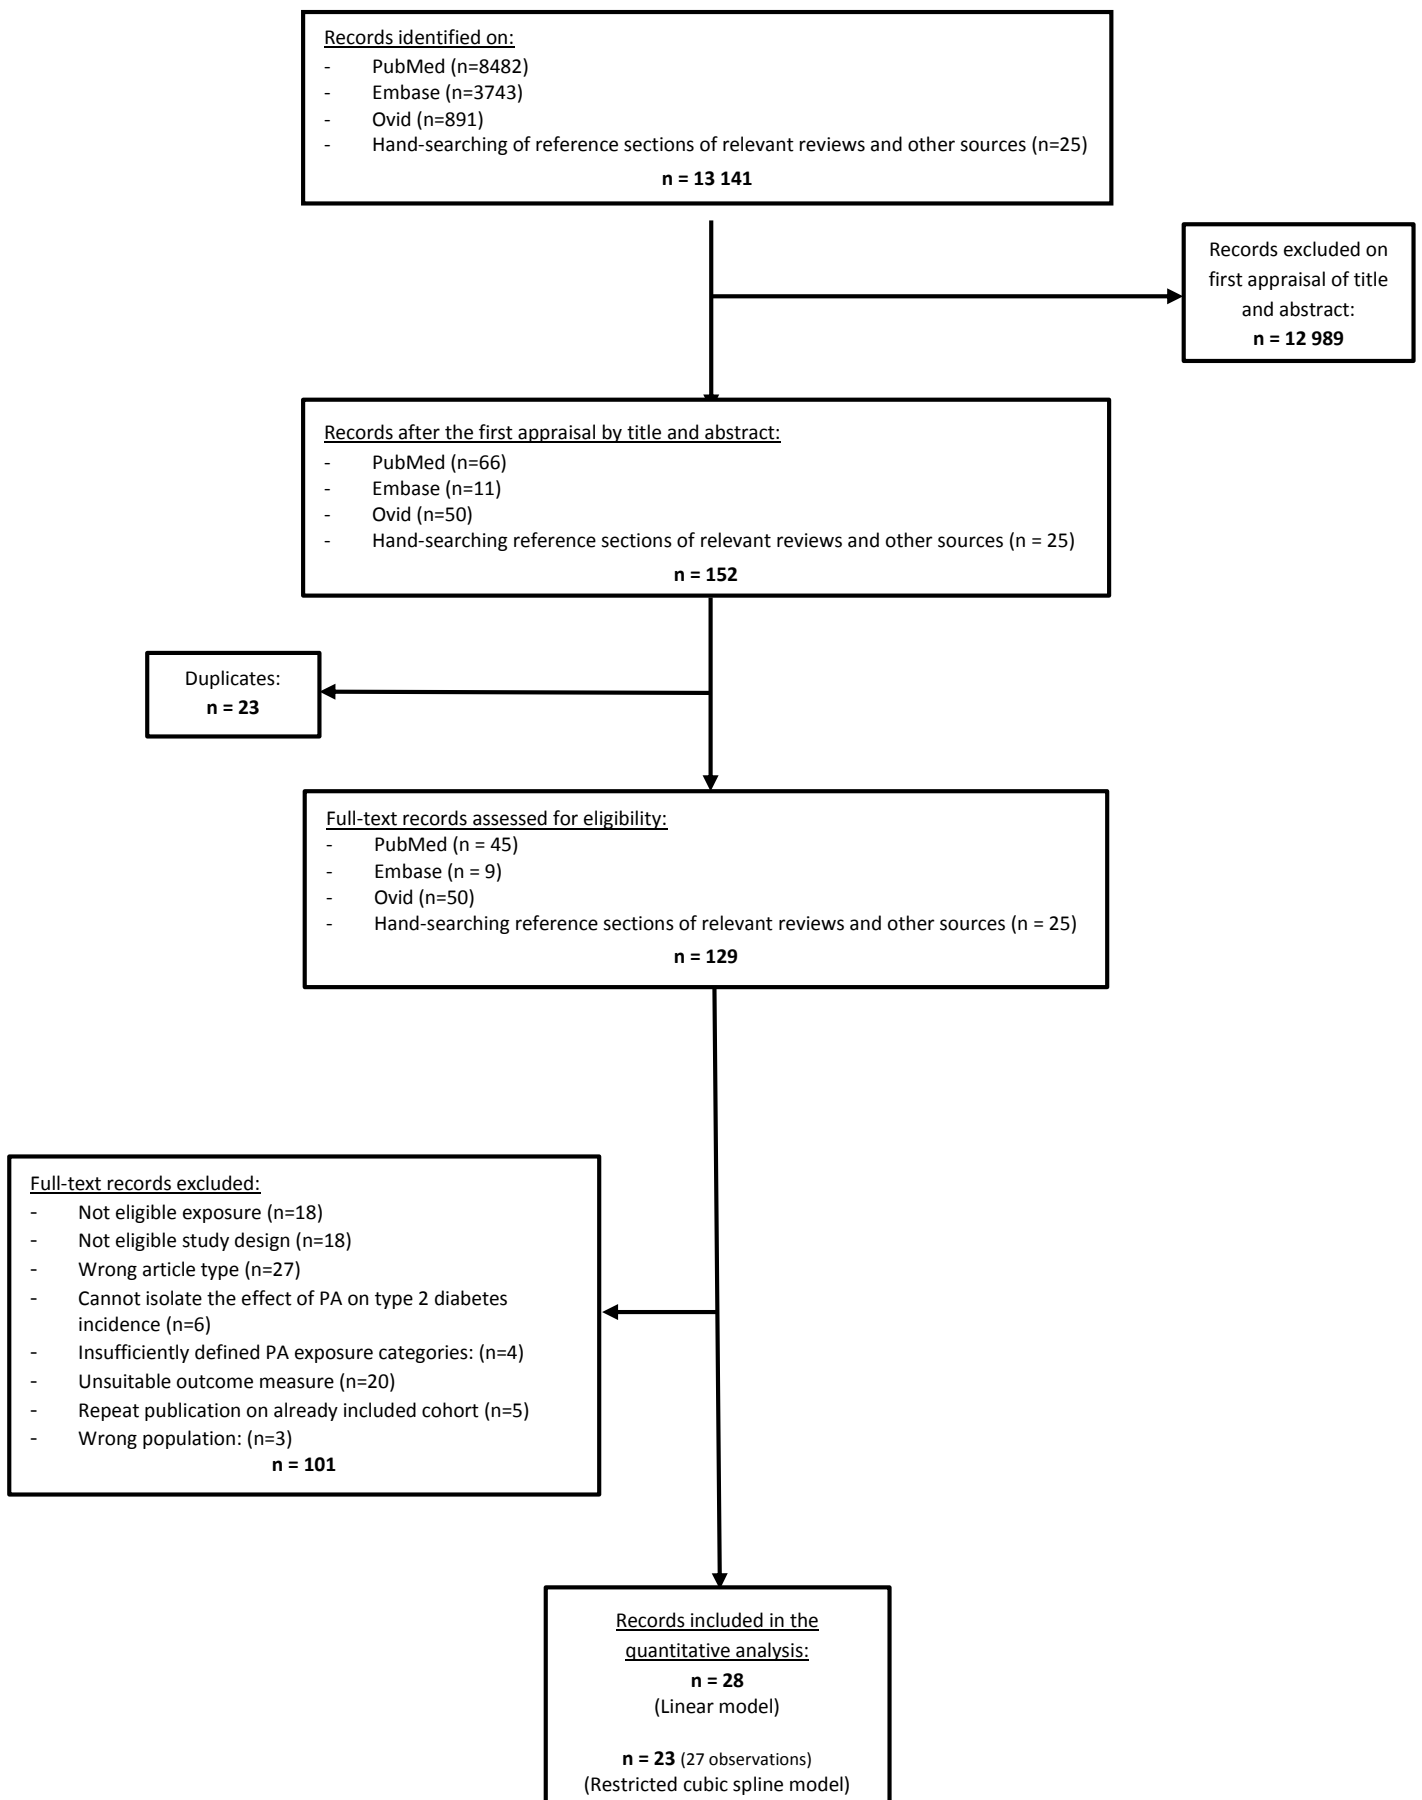 Records identified on:
- PubMed (n=8482)
- Embase (n=3743)
- Ovid (n=891)
- Hand-searching of reference sections of relevant reviews and other sources (n=25)
n = 13 141
Records excluded on
first appraisal of title
and abstract:
n = 12 989
Records after the first appraisal by title and abstract:
- PubMed (n=66)
- Embase (n=11)
- Ovid (n=50)
- Hand-searching reference sections of relevant reviews and other sources (n = 25)
n = 152
Duplicates:
n = 23
Full-text records assessed for eligibility:
- PubMed (n = 45)
- Embase (n = 9)
- Ovid (n=50)
- Hand-searching reference sections of relevant reviews and other sources (n = 25)
n = 129
Full-text records excluded:
- Not eligible exposure (n=18)
- Not eligible study design (n=18)
- Wrong article type (n=27)
- Cannot isolate the effect of PA on type 2 diabetes
incidence (n=6)
- Insufficiently defined PA exposure categories: (n=4)
- Unsuitable outcome measure (n=20)
- Repeat publication on already included cohort (n=5)
- Wrong population: (n=3)
n = 101
Records included in the
quantitative analysis:
n = 28
(Linear model)
n = 23 (27 observations)
(Restricted cubic spline model)